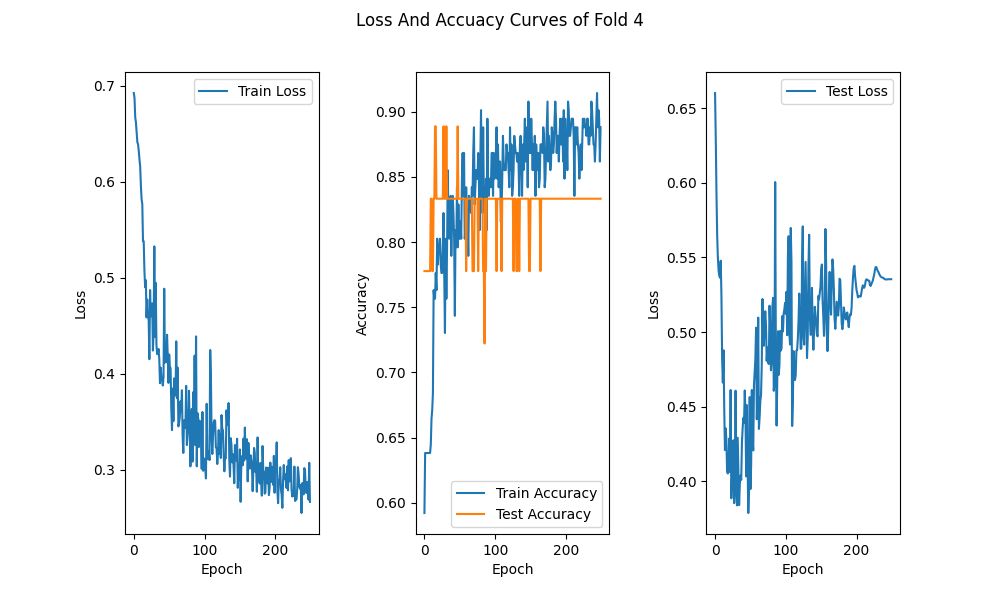 Loss And Accuacy Curves of Fold 4
Train Loss
0.7
0.6
0.5
0.4
0.3
Loss
0
100
200
Epoch
0.90
0.85
0.80
0.75
0.70
0.65
0.60
Accuracy
Train Accuracy
Test Accuracy
0
100
200
Epoch
Test Loss
0.65
0.60
0.55
0.50
0.45
0.40
Loss
0
100
200
Epoch